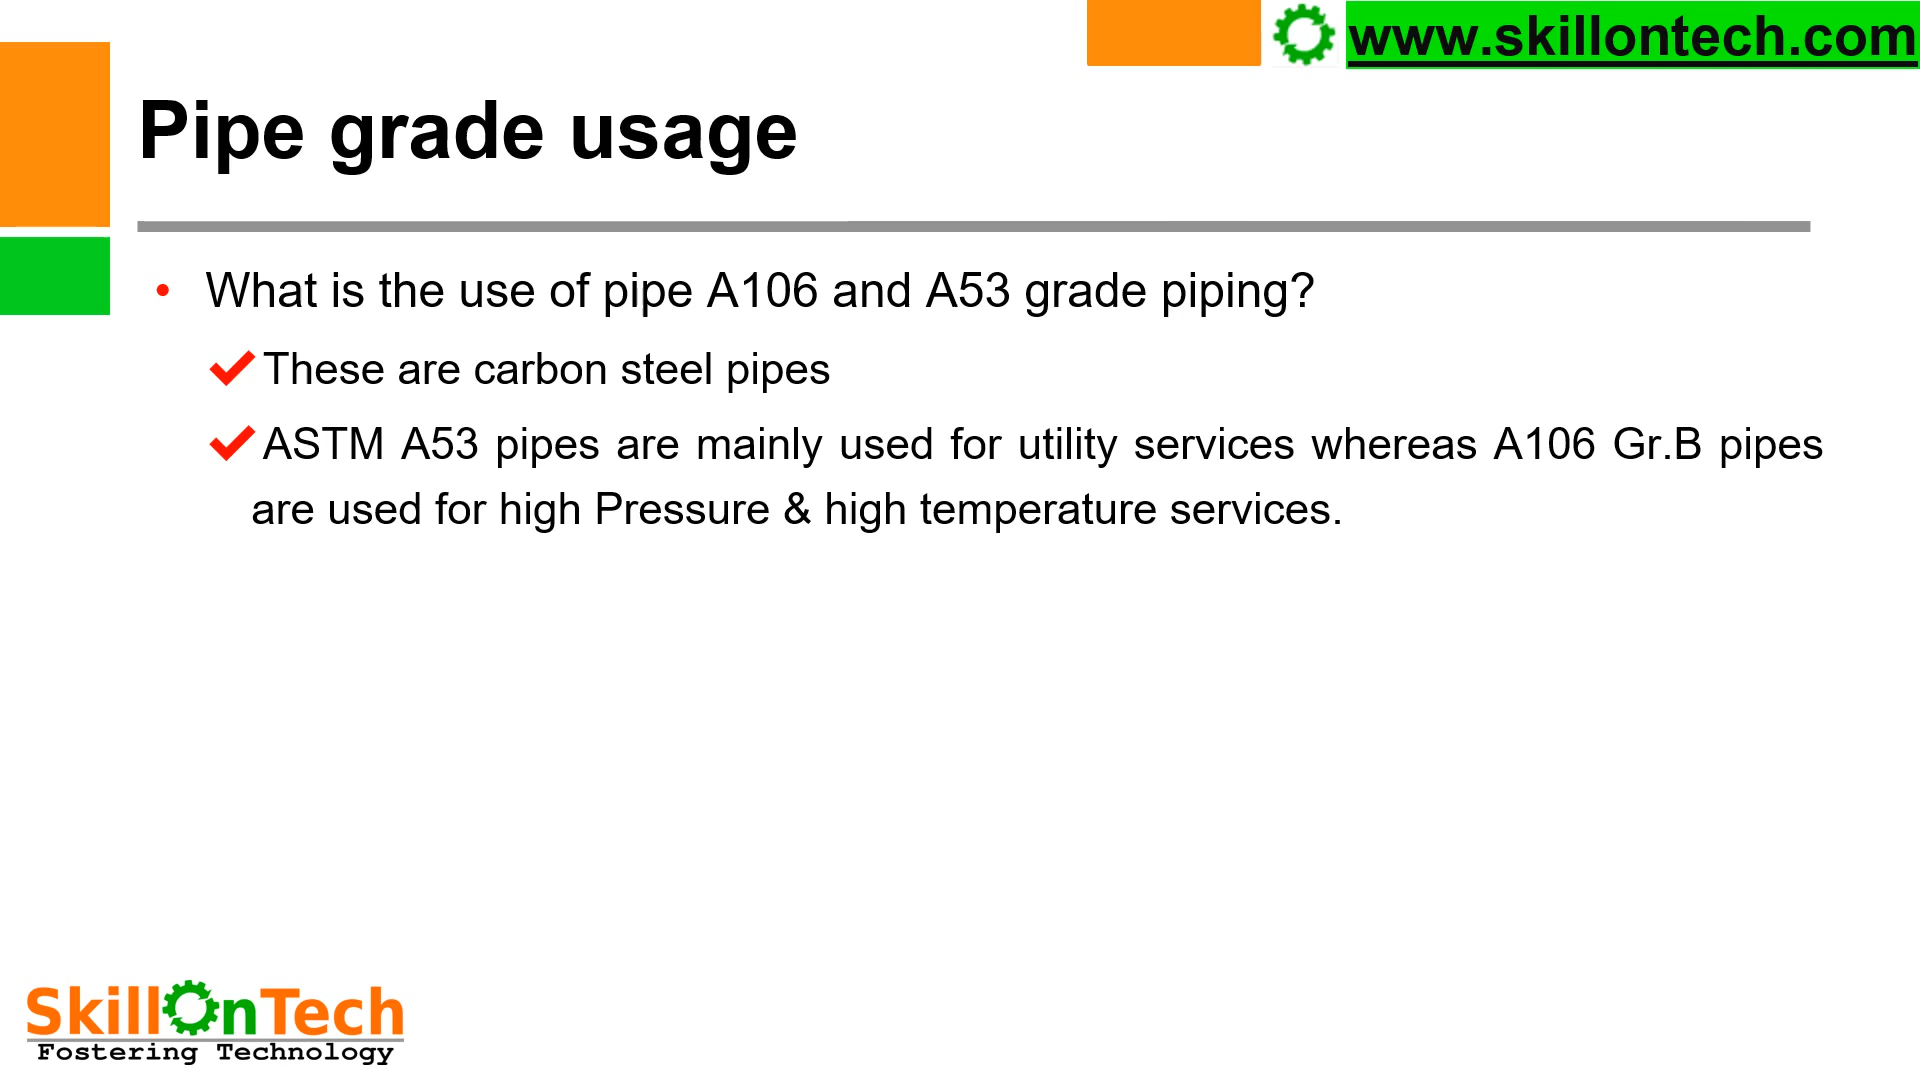 www.skillontech.com
Pipe grade usage
• What is the use of pipe A106 and A53 grade piping?
✔ These are carbon steel pipes
✔ ASTM A53 pipes are mainly used for utility services whereas A106 Gr.B pipes
are used for high Pressure & high temperature services.
SkillOnTech
Fostering Technology